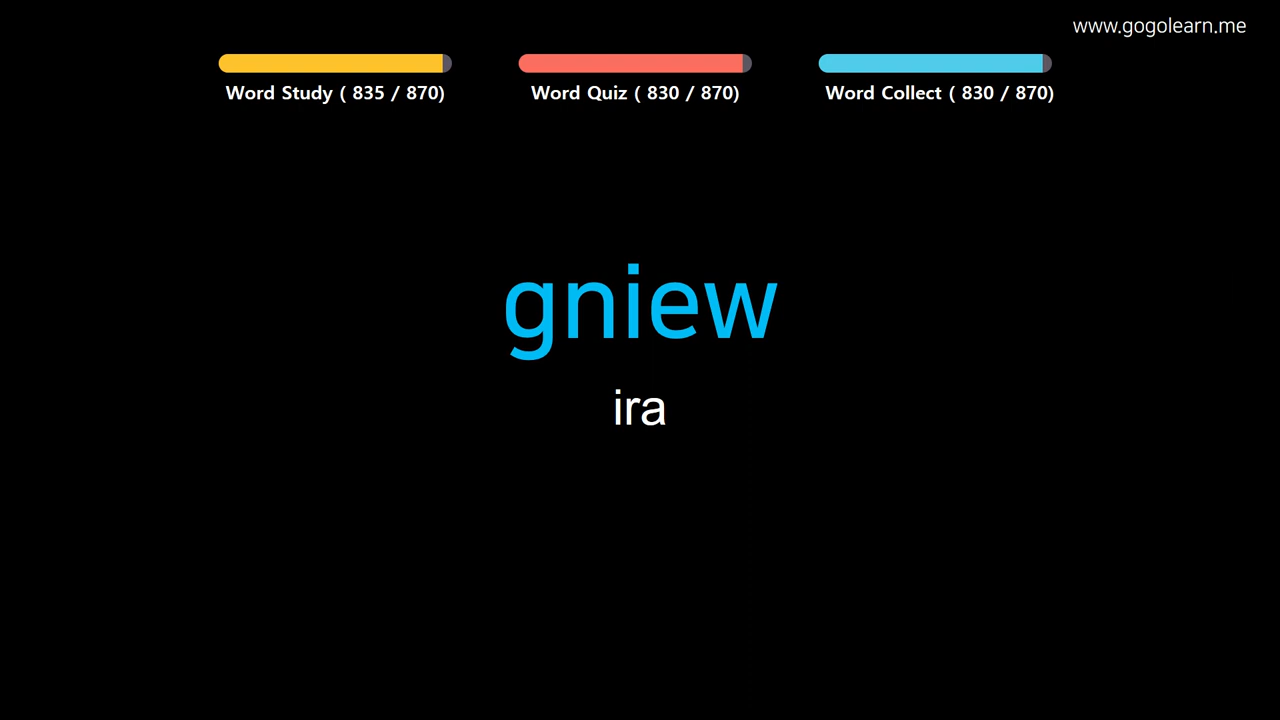 www.gogolearn.me
Word Study ( 835 / 870)
Word Quiz ( 830 / 870)
Word Collect ( 830 / 870)
gniew
ira